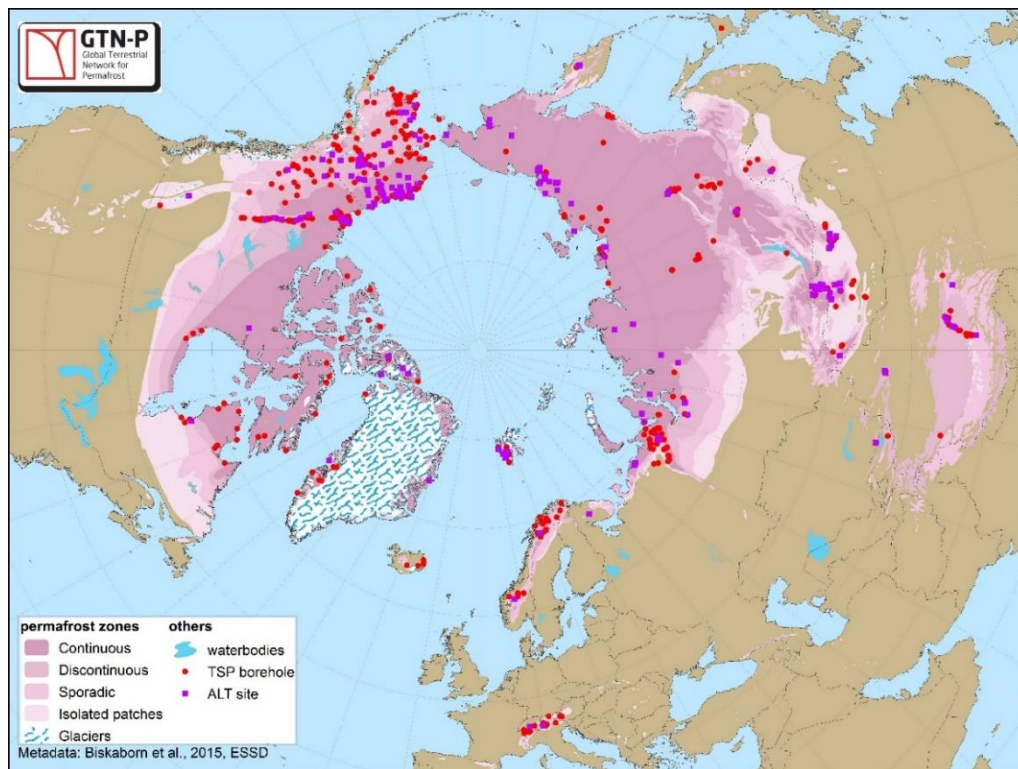 GTN-P
Global Terrestrial
Network for
Permafrost
permafrost zones
Continuous
Discontinuous
Sporadic
Isolated patches
Glaciers
others
waterbodies
TSP borehole
ALT site
Metadata: Biskaborn et al., 2015, ESSD